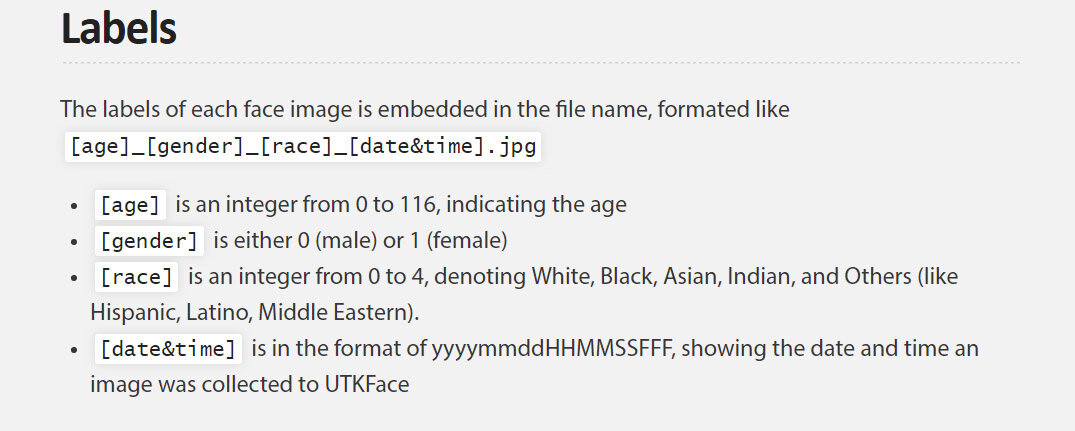 Labels
The labels of each face image is embedded in the file name, formated like
[age]_[gender]_[race]_[date&time].jpg
• [age] is an integer from 0 to 116, indicating the age
• [gender] is either 0 (male) or 1 (female)
• [race] is an integer from 0 to 4, denoting White, Black, Asian, Indian, and Others (like
Hispanic, Latino, Middle Eastern).
• [date&time] is in the format of yyyymmddHHMMSSFFF, showing the date and time an
image was collected to UTKFace